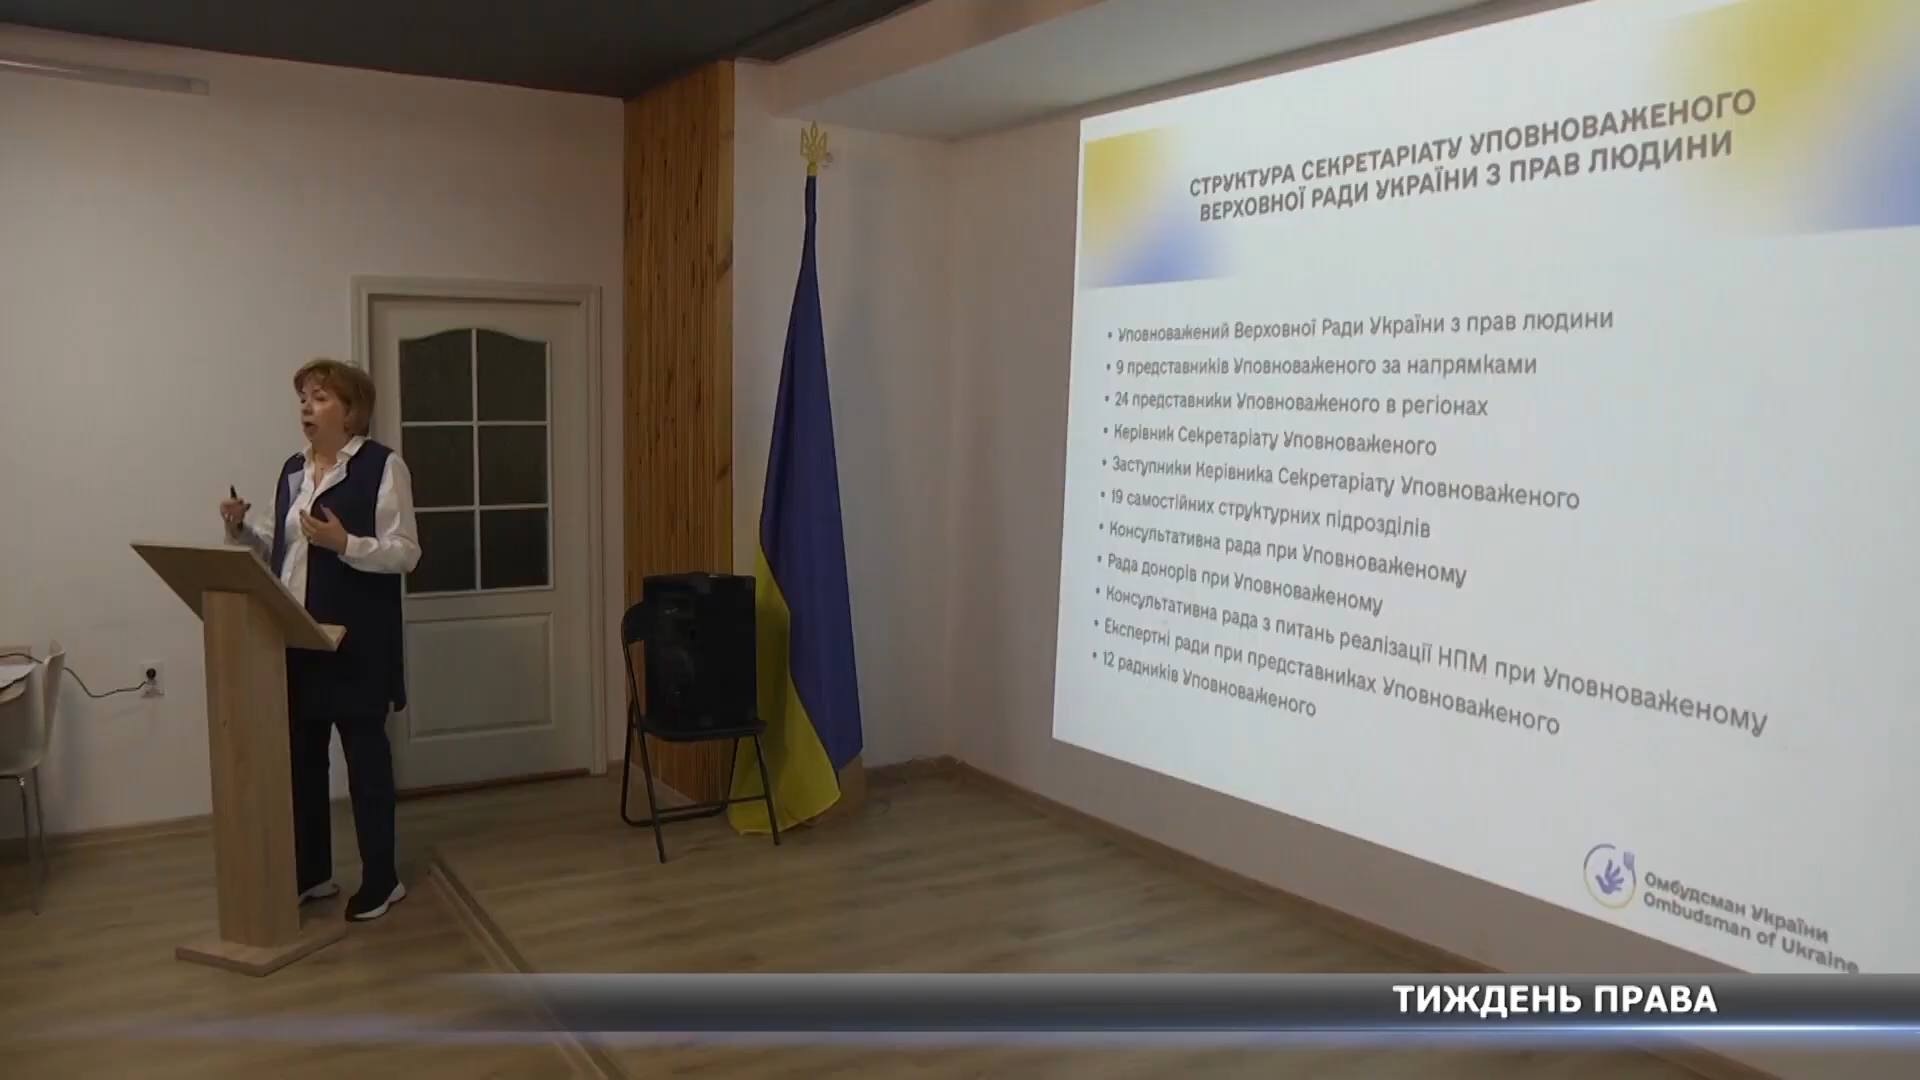 СТРУКТУРА СЕКРЕТАРІАТУ УПОВНОВАЖЕНОГО
ВЕРХОВНОЇ РАДИ УКРАЇНИ З ПРАВ ЛЮДИНИ
• Уповноважений Верховної Ради України з прав людини
• 9 представників Уповноваженого за напрямками
• 24 представники Уповноваженого в регіонах
• Керівник Секретаріату Уповноваженого
• Заступники Керівника Секретаріату Уповноваженого
• 19 самостійних структурних підрозділів
• Консультативна рада при Уповноваженому
• Рада донорів при Уповноваженому
• Консультативна рада з питань реалізації НПМ при Уповноваженому
• Експертні ради при представниках Уповноваженого
• 12 радників Уповноваженого
Омбудсман України
Ombudsman of Ukraine
ТИЖДЕНЬ ПРАВА